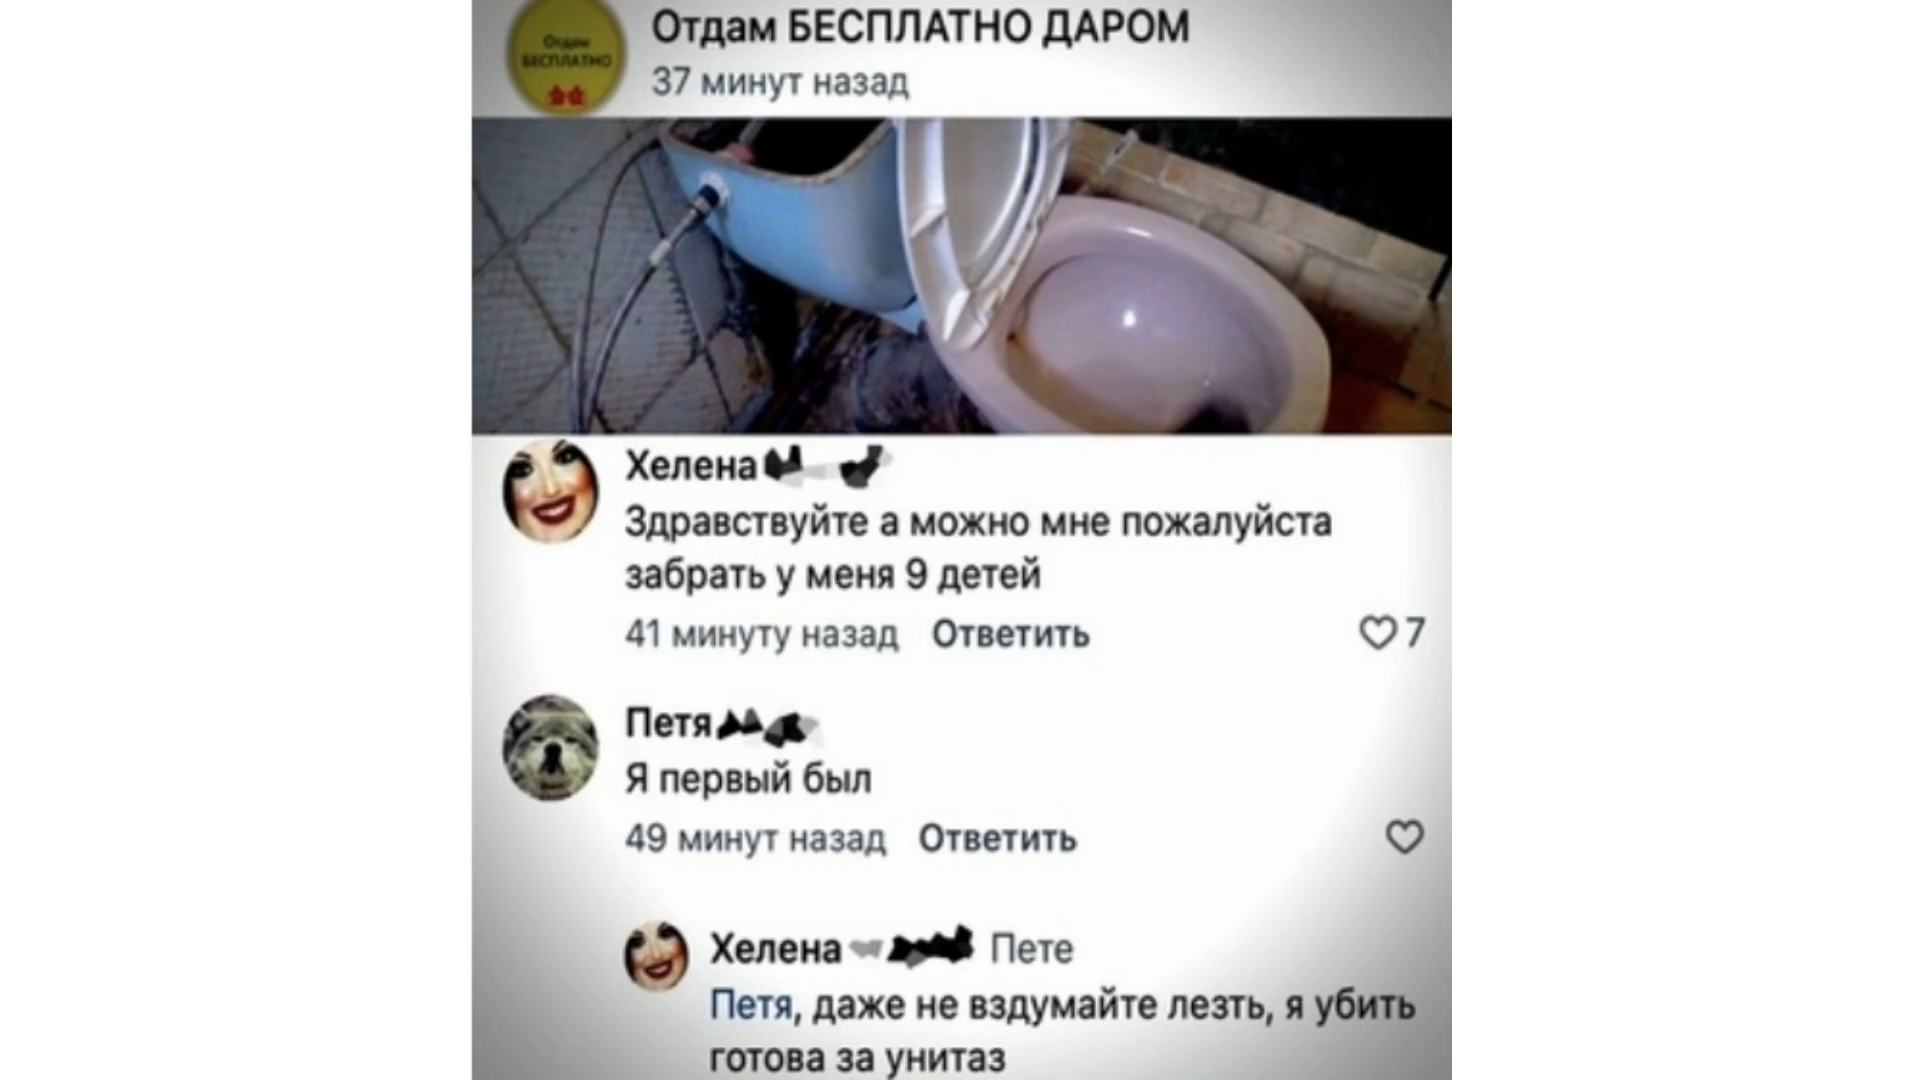 Отдам
БЕСПЛАТНО
Отдам БЕСПЛАТНО ДАРОМ
37 минут назад
Хелена
Здравствуйте а можно мне пожалуйста
забрать у меня 9 детей
41 минуту назад Ответить 7
Петя
Я первый был
49 минут назад Ответить
Хелена Пете
Петя, даже не вздумайте лезть, я убить
готова за унитаз